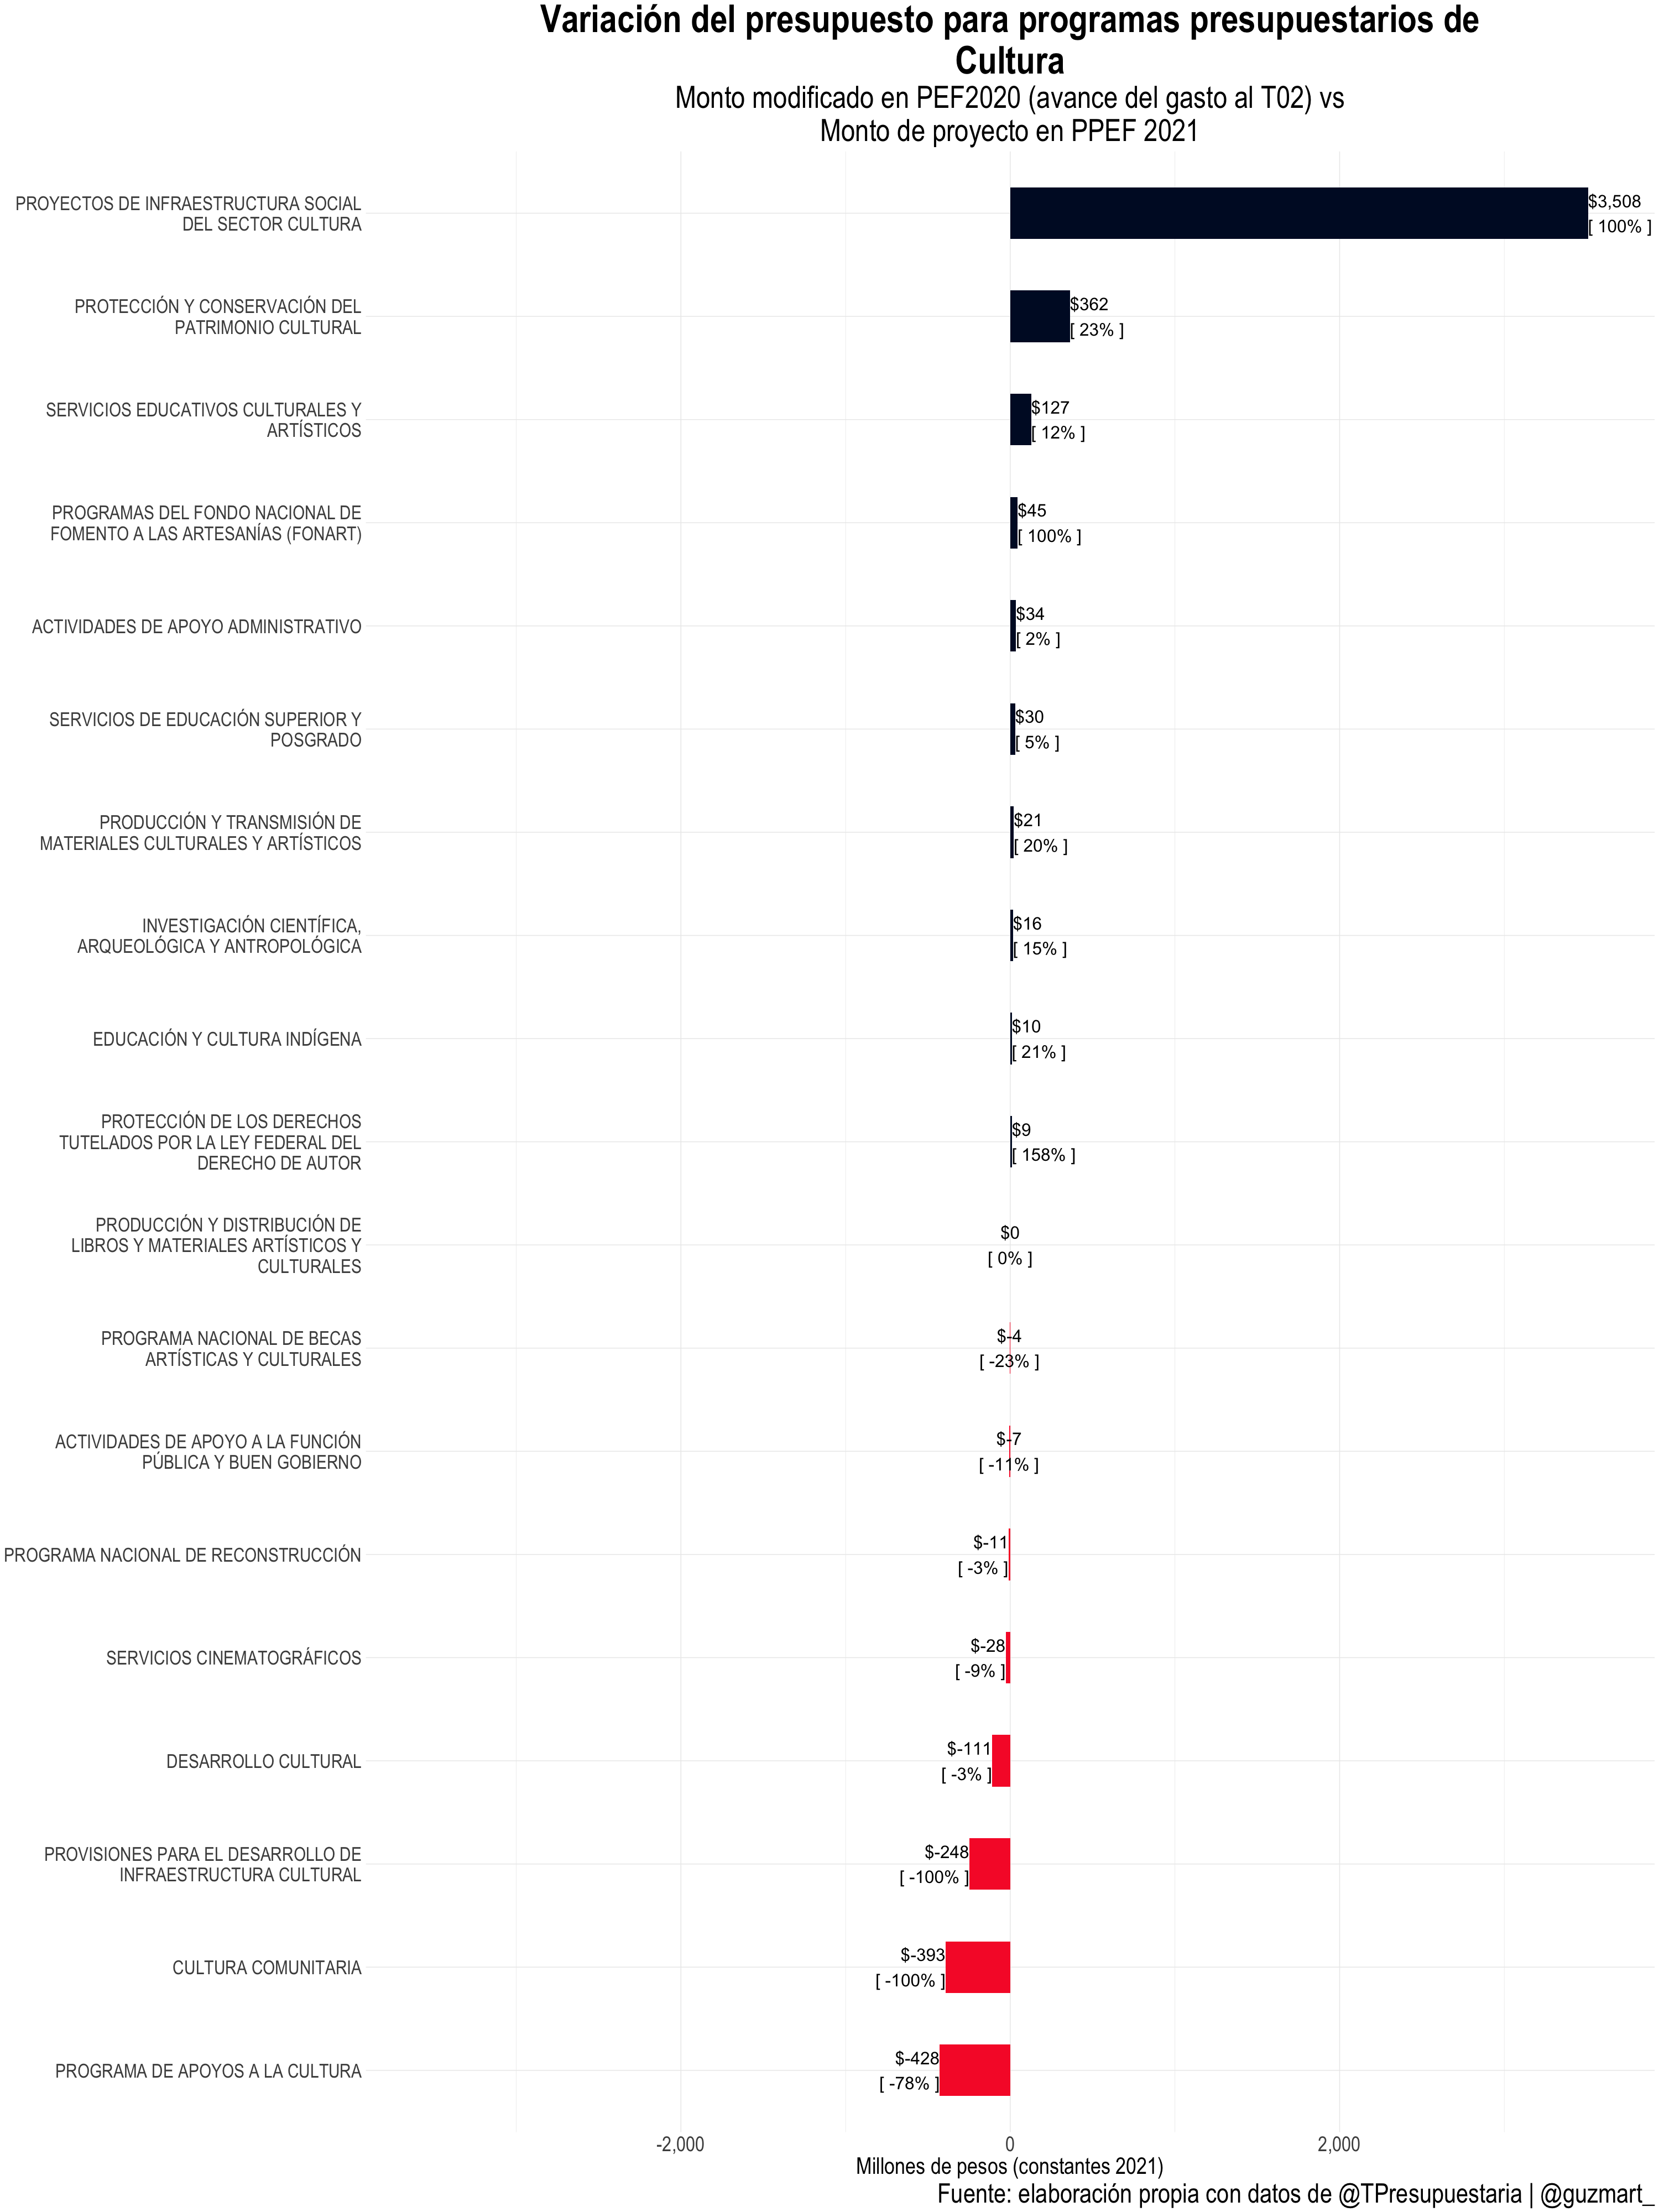 Variación del presupuesto para programas presupuestarios de
Cultura
Monto modificado en PEF2020 (avance del gasto al T02) vs
Monto de proyecto en PPEF 2021
PROYECTOS DE INFRAESTRUCTURA SOCIAL
DEL SECTOR CULTURA
$3,508
[ 100% ]
PROTECCIÓN Y CONSERVACIÓN DEL
PATRIMONIO CULTURAL
$362
[ 23% ]
SERVICIOS EDUCATIVOS CULTURALES Y
ARTÍSTICOS
$127
[ 12% ]
PROGRAMAS DEL FONDO NACIONAL DE
FOMENTO A LAS ARTESANÍAS (FONART)
$45
[ 100% ]
ACTIVIDADES DE APOYO ADMINISTRATIVO
$34
[ 2% ]
SERVICIOS DE EDUCACIÓN SUPERIOR Y
POSGRADO
$30
[ 5% ]
PRODUCCIÓN Y TRANSMISIÓN DE
MATERIALES CULTURALES Y ARTÍSTICOS
$21
[ 20% ]
INVESTIGACIÓN CIENTÍFICA,
ARQUEOLÓGICA Y ANTROPOLÓGICA
$16
[ 15% ]
EDUCACIÓN Y CULTURA INDÍGENA
$10
[ 21% ]
PROTECCIÓN DE LOS DERECHOS
TUTELADOS POR LA LEY FEDERAL DEL
DERECHO DE AUTOR
$9
[ 158% ]
PRODUCCIÓN Y DISTRIBUCIÓN DE
LIBROS Y MATERIALES ARTÍSTICOS Y
CULTURALES
$0
[ 0% ]
PROGRAMA NACIONAL DE BECAS
ARTÍSTICAS Y CULTURALES
$-4
[ -23% ]
ACTIVIDADES DE APOYO A LA FUNCIÓN
PÚBLICA Y BUEN GOBIERNO
$-7
[ -11% ]
PROGRAMA NACIONAL DE RECONSTRUCCIÓN
$-11
[ -3% ]
SERVICIOS CINEMATOGRÁFICOS
$-28
[ -9% ]
DESARROLLO CULTURAL
$-111
[ -3% ]
PROVISIONES PARA EL DESARROLLO DE
INFRAESTRUCTURA CULTURAL
$-248
[ -100% ]
CULTURA COMUNITARIA
$-393
[ -100% ]
PROGRAMA DE APOYOS A LA CULTURA
$-428
[ -78% ]
-2,000
0
2,000
Millones de pesos (constantes 2021)
Fuente: elaboración propia con datos de @TPresupuestaria | @guzmart_